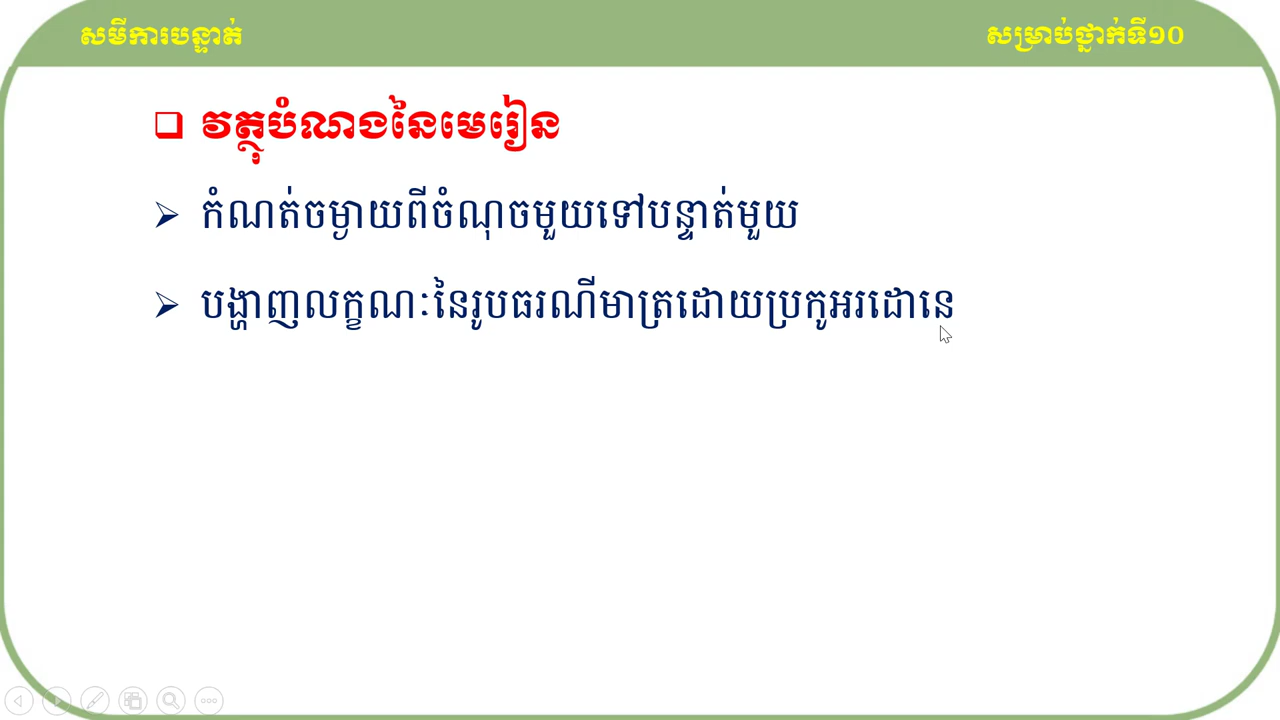 សមីការបន្ទាត់
សម្រាប់ថ្នាក់ទី១០
វត្ថុបំណងនៃមេរៀន
កំណត់ចម្ងាយពីចំណុចមួយទៅបន្ទាត់មួយ
បង្ហាញលក្ខណៈនៃរូបធរណីមាត្រដោយប្រកូអរដោនេ